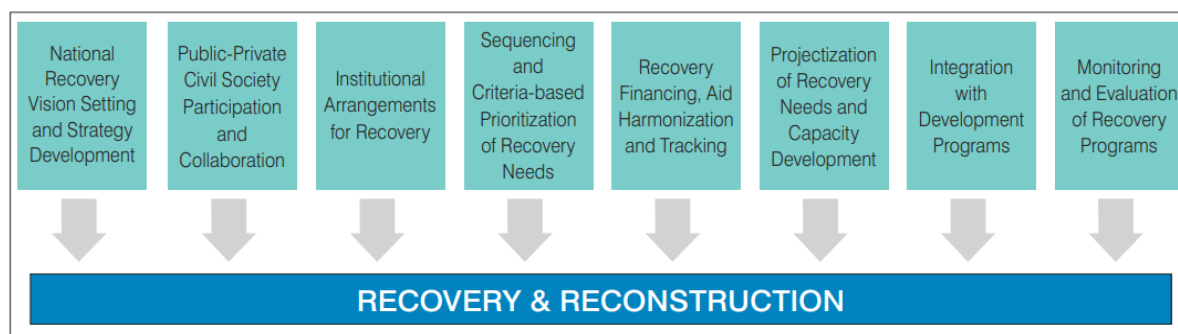 National
Recovery
Vision Setting
and Strategy
Development
Public-Private
Civil Society
Participation
and
Collaboration
Institutional
Arrangements
for Recovery
Sequencing
and
Criteria-based
Prioritization
of Recovery
Needs
Recovery
Financing, Aid
Harmonization
and Tracking
Projectization
of Recovery
Needs and
Capacity
Development
Integration
with
Development
Programs
Monitoring
and Evaluation
of Recovery
Programs
RECOVERY & RECONSTRUCTION